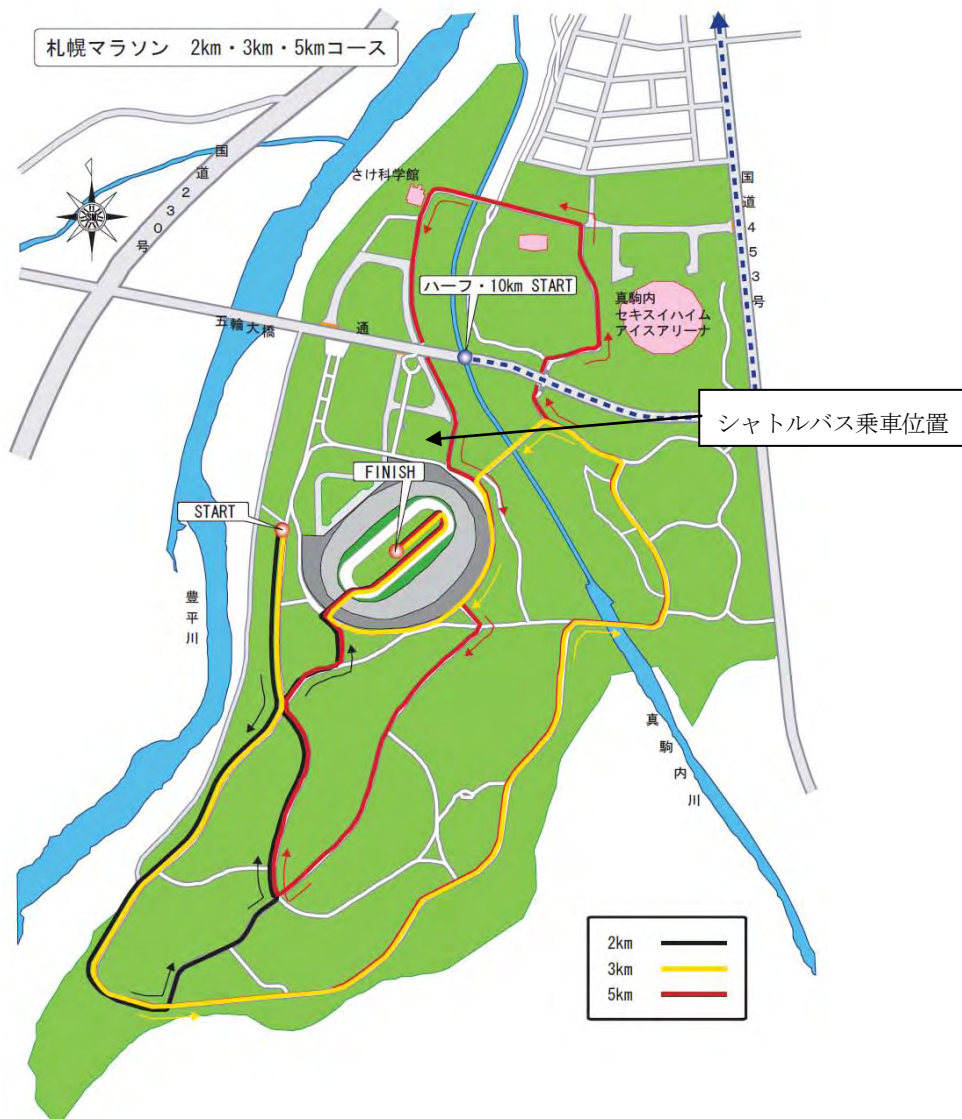 札幌マラソン 2km・3km・5kmコース
国道230号
さけ科学館
国道453号
ハーフ・10km START
真駒内
セキスイハイム
アイスアリーナ
五輪大橋 通
シャトルバス乗車位置
FINISH
START
豊平川
真駒内川
2km
3km
5km